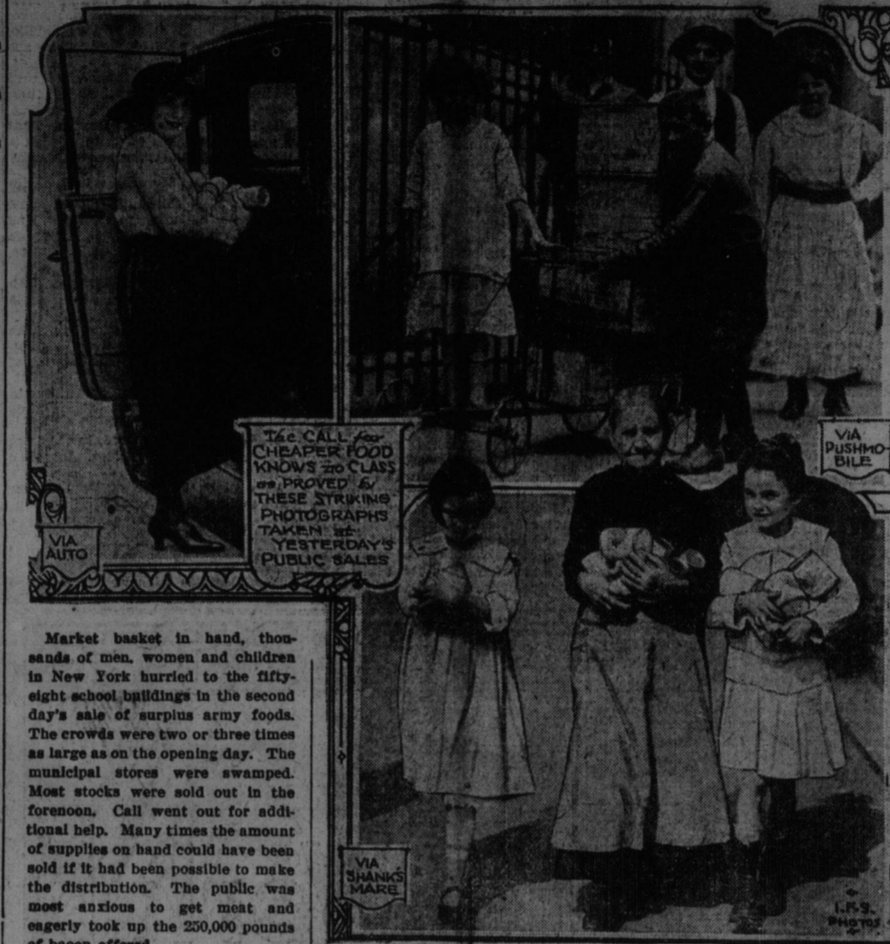 The CALL for
CHEAPER FOOD
KNOWS no CLASS
as PROVED by
THESE STRIKING
PHOTOGRAPHS
TAKEN at
YESTERDAY'S
PUBLIC SALES
VIA
AUTO
VIA
PUSHMO-
BILE
VIA
SHANK'S
MARE
I.F.S.
PHOTOS
Market basket in hand, thou-
sands of men, women and children
in New York hurried to the fifty-
eight school buildings in the second
day's sale of surplus army foods.
The crowds were two or three times
as large as on the opening day. The
municipal stores were swamped.
Most stocks were sold out in the
forenoon. Call went out for addi-
tional help. Many times the amount
of supplies on hand could have been
sold if it had been possible to make
the distribution. The public was
most anxious to get meat and
eagerly took up the 250,000 pounds
of bacon offered.